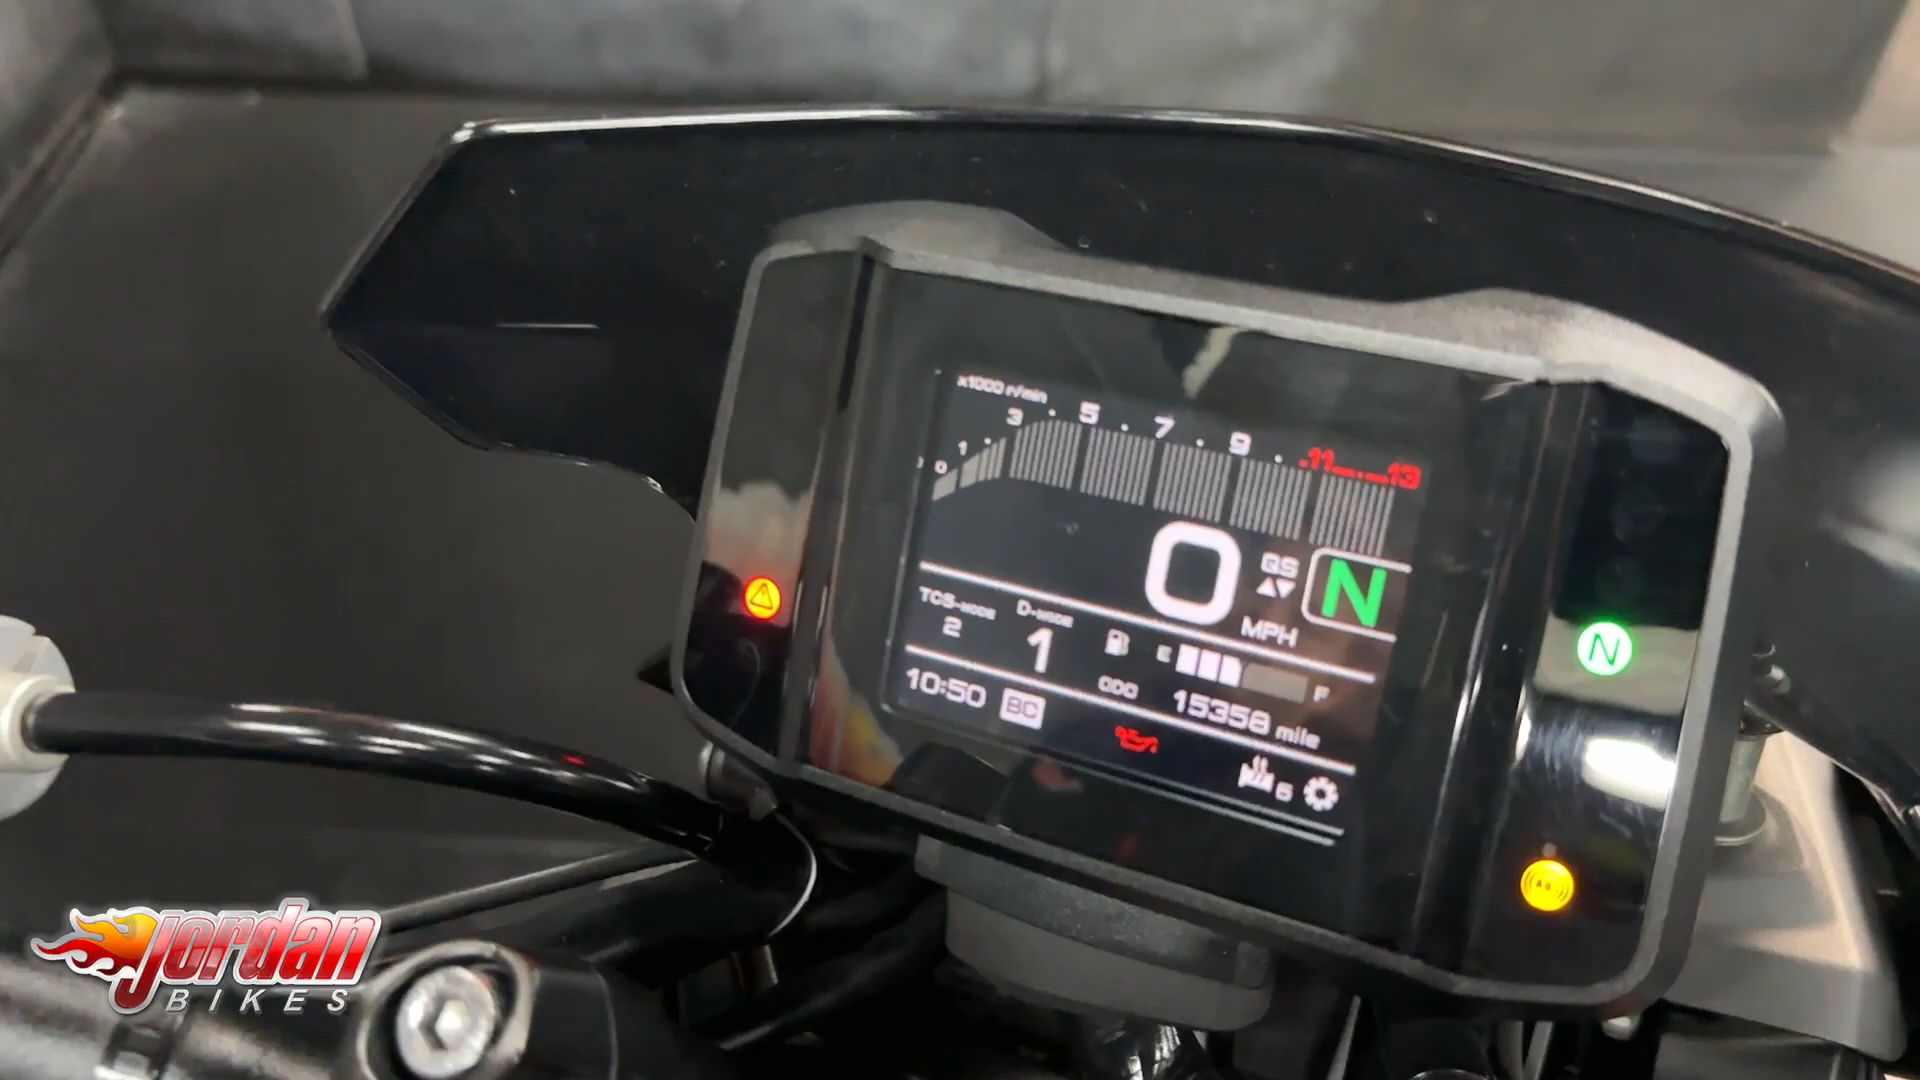 x1000 r/min
0 1 3 5 7 9 11 13
0 MPH QS N
TCS-MODE D-MODE
2 1
E F
ODO 15358 mile
10:50 BC
5
N
Jordan
BIKES